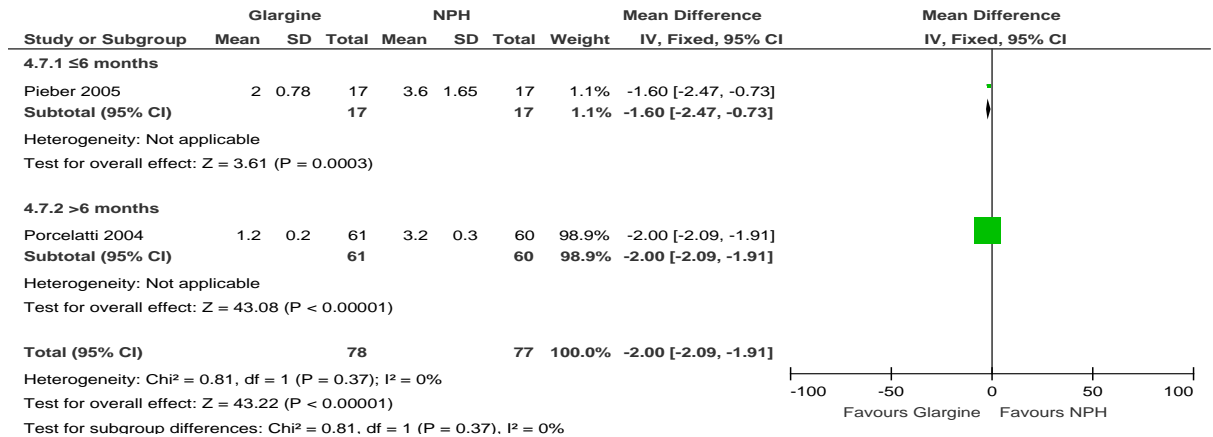 Glargine NPH Mean Difference Mean Difference
Study or Subgroup Mean SD Total Mean SD Total Weight IV, Fixed, 95% CI IV, Fixed, 95% CI
4.7.1 ≤6 months
Pieber 2005 2 0.78 17 3.6 1.65 17 1.1% -1.60 [-2.47, -0.73]
Subtotal (95% CI) 17 17 1.1% -1.60 [-2.47, -0.73]
Heterogeneity: Not applicable
Test for overall effect: Z = 3.61 (P = 0.0003)
4.7.2 >6 months
Porcelatti 2004 1.2 0.2 61 3.2 0.3 60 98.9% -2.00 [-2.09, -1.91]
Subtotal (95% CI) 61 60 98.9% -2.00 [-2.09, -1.91]
Heterogeneity: Not applicable
Test for overall effect: Z = 43.08 (P < 0.00001)
Total (95% CI) 78 77 100.0% -2.00 [-2.09, -1.91]
Heterogeneity: Chi² = 0.81, df = 1 (P = 0.37); I² = 0%
Test for overall effect: Z = 43.22 (P < 0.00001)
Test for subgroup differences: Chi² = 0.81, df = 1 (P = 0.37), I² = 0%
-100 -50 0 50 100
Favours Glargine Favours NPH